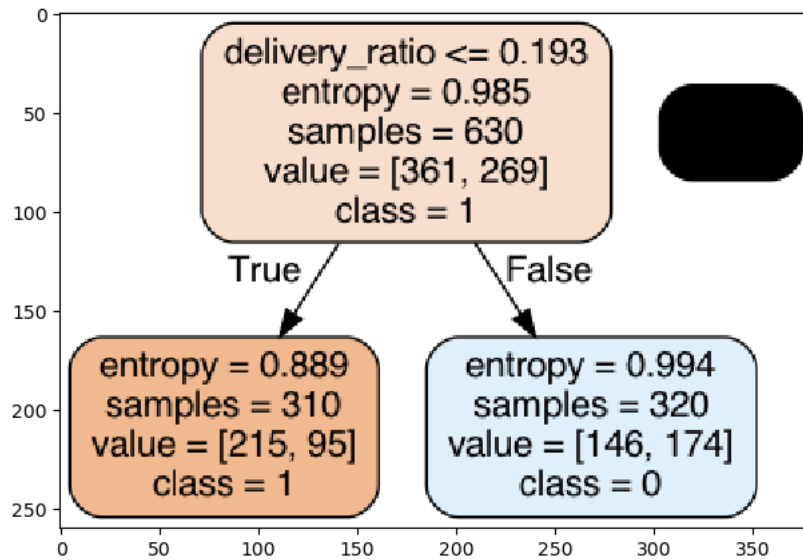 delivery_ratio <= 0.193
entropy = 0.985
samples = 630
value = [361, 269]
class = 1
True
False
entropy = 0.889
samples = 310
value = [215, 95]
class = 1
entropy = 0.994
samples = 320
value = [146, 174]
class = 0
0
50
100
150
200
250
0
50
100
150
200
250
300
350